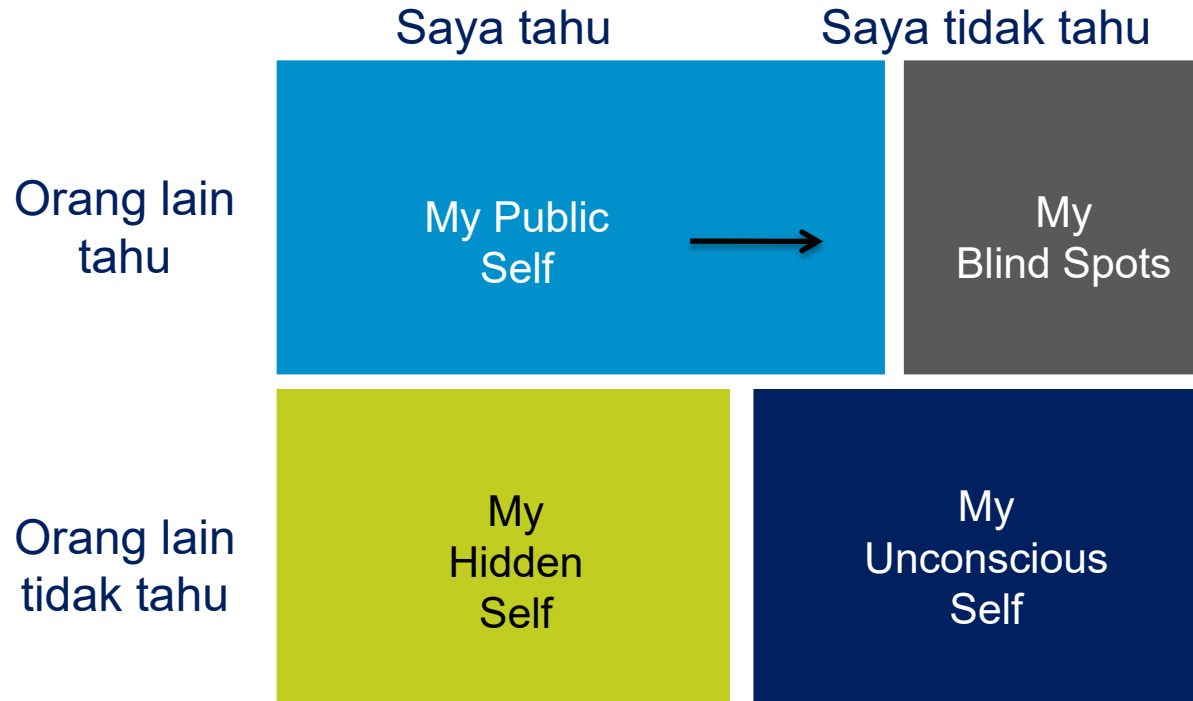 Saya tahu
Saya tidak tahu
Orang lain
tahu
My Public
Self
My
Blind Spots
Orang lain
tidak tahu
My
Hidden
Self
My
Unconscious
Self